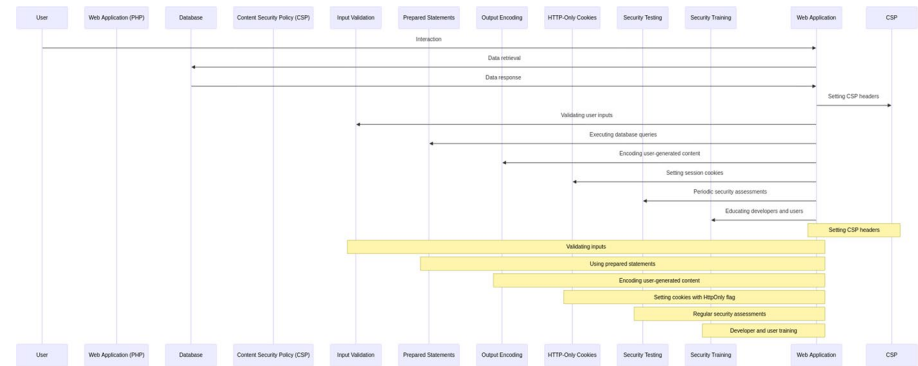 User Web Application (PHP) Database Content Security Policy (CSP) Input Validation Prepared Statements Output Encoding HTTP-Only Cookies Security Testing Security Training Web Application CSP
Interaction
Data retrieval
Data response
Setting CSP headers
Validating user inputs
Executing database queries
Encoding user-generated content
Setting session cookies
Periodic security assessments
Educating developers and users
Setting CSP headers
Validating inputs
Using prepared statements
Encoding user-generated content
Setting cookies with HttpOnly flag
Regular security assessments
Developer and user training
User Web Application (PHP) Database Content Security Policy (CSP) Input Validation Prepared Statements Output Encoding HTTP-Only Cookies Security Testing Security Training Web Application CSP